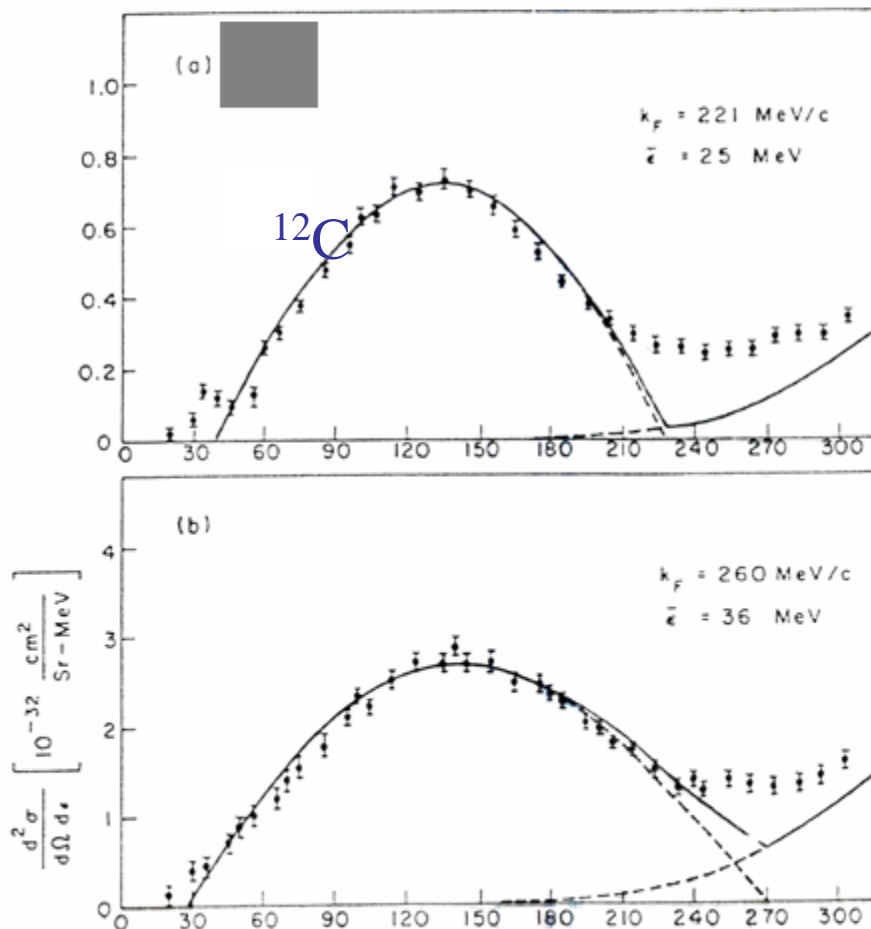 (a)
1.0
0.8
0.6
0.4
0.2
0
k_F = 221 MeV/c
ε̄ = 25 MeV
¹²C
0 30 60 90 120 150 180 210 240 270 300
(b)
4
3
2
1
0
k_F = 260 MeV/c
ε̄ = 36 MeV
d²σ/dΩdε [10⁻³² cm²/Sr-MeV]
0 30 60 90 120 150 180 210 240 270 300